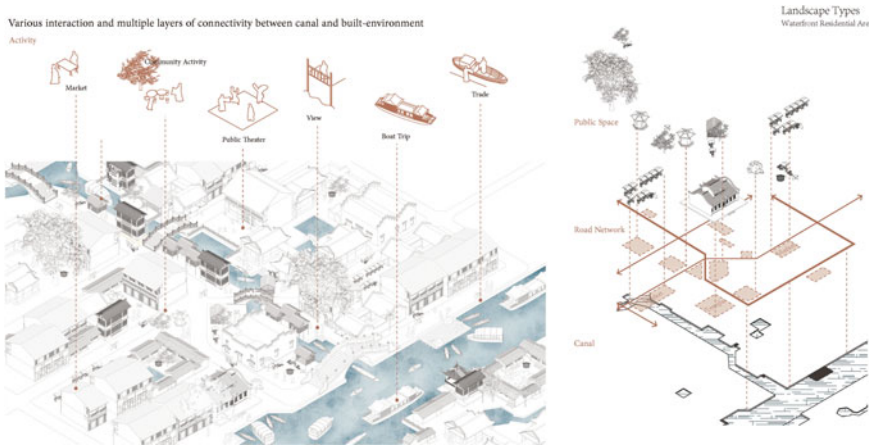 Various interaction and multiple layers of connectivity between canal and built-environment
Activity
Market
Community Activity
Public Theater
View
Boat Trip
Trade
Landscape Types
Waterfront Residential Are
Public Space
Road Network
Canal